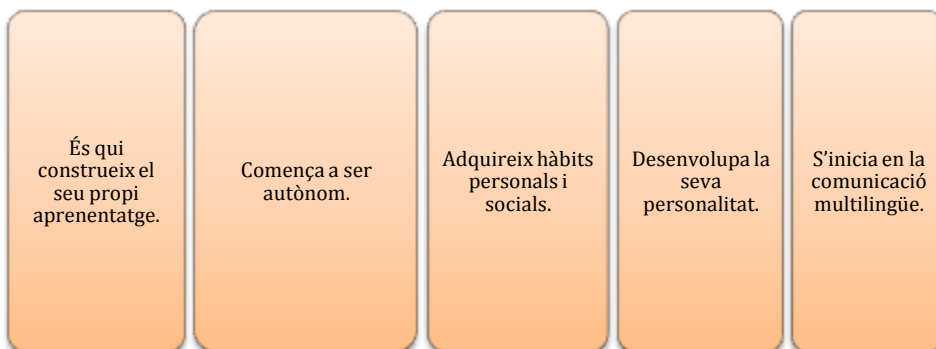 És qui
construeix el
seu propi
aprenentatge.
Comença a ser
autònom.
Adquireix hàbits
personals i
socials.
Desenvolupa la
seva
personalitat.
S’inicia en la
comunicació
multilingüe.